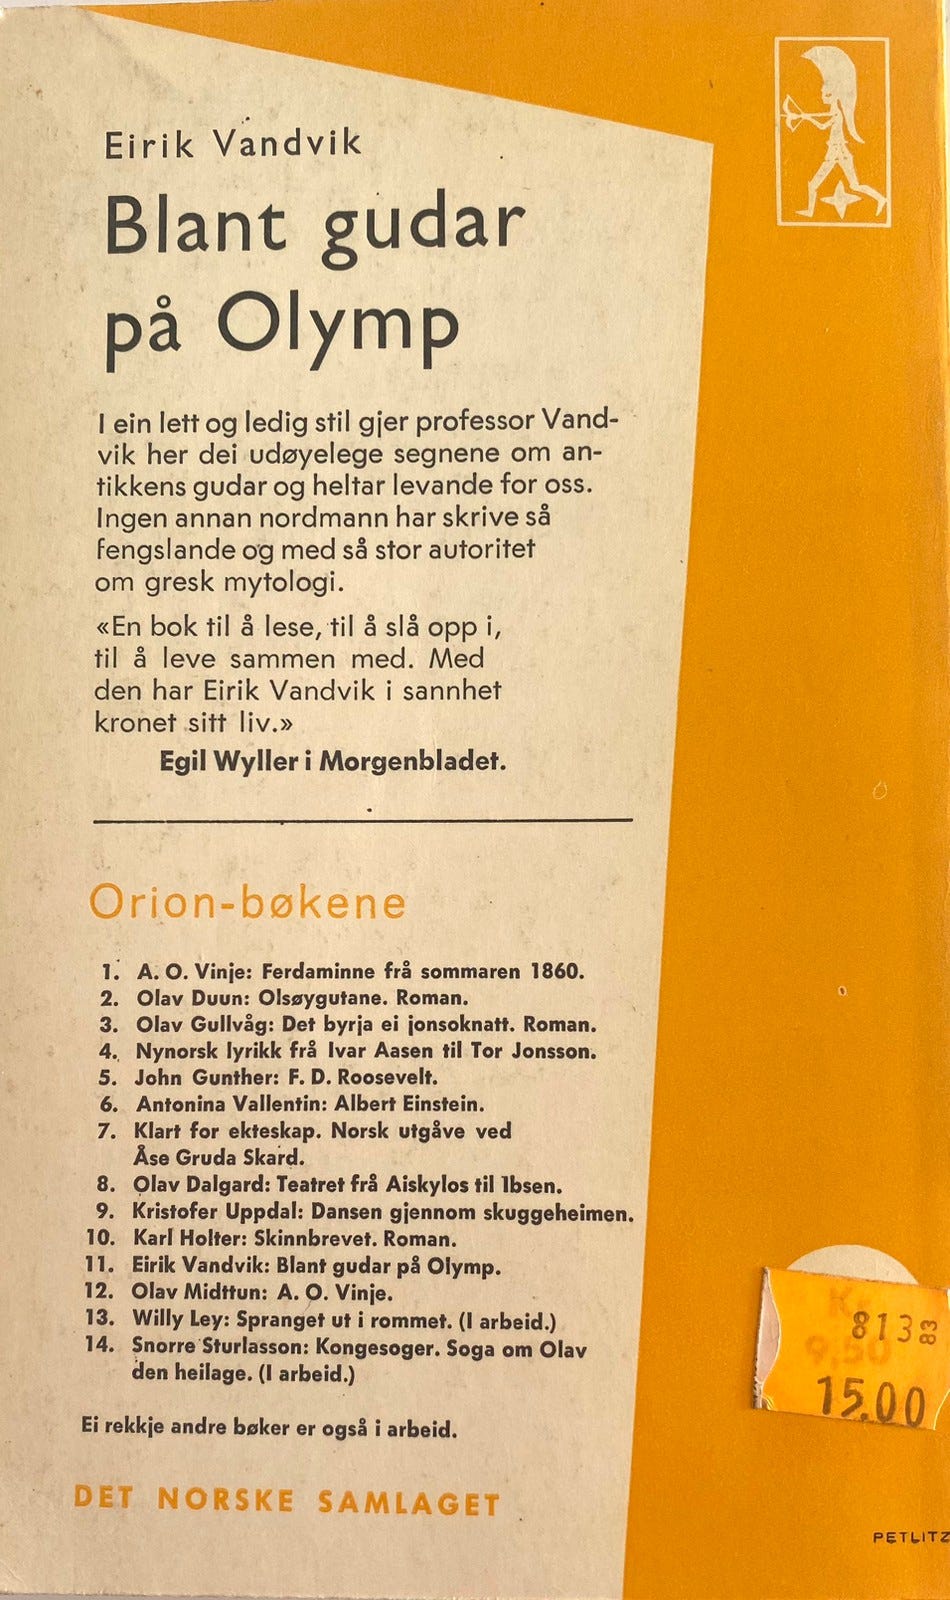 Eirik Vandvik
Blant gudar
på Olymp
I ein lett og ledig stil gjer professor Vand-
vik her dei udøyelege segnene om an-
tikkens gudar og heltar levande for oss.
Ingen annan nordmann har skrive så
fengslande og med så stor autoritet
om gresk mytologi.
«En bok til å lese, til å slå opp i,
til å leve sammen med. Med
den har Eirik Vandvik i sannhet
kronet sitt liv.»
Egil Wyller i Morgenbladet.
Orion-bøkene
1. A. O. Vinje: Ferdaminne frå sommaren 1860.
2. Olav Duun: Olsøygutane. Roman.
3. Olav Gullvåg: Det byrja ei jonsoknatt. Roman.
4. Nynorsk lyrikk frå Ivar Aasen til Tor Jonsson.
5. John Gunther: F. D. Roosevelt.
6. Antonina Vallentin: Albert Einstein.
7. Klart for ekteskap. Norsk utgåve ved
Åse Gruda Skard.
8. Olav Dalgard: Teatret frå Aiskylos til Ibsen.
9. Kristofer Uppdal: Dansen gjennom skuggeheimen.
10. Karl Holter: Skinnbrevet. Roman.
11. Eirik Vandvik: Blant gudar på Olymp.
12. Olav Midttun: A. O. Vinje.
13. Willy Ley: Spranget ut i rommet. (I arbeid.)
14. Snorre Sturlasson: Kongesoger. Soga om Olav
den heilage. (I arbeid.)
Ei rekkje andre bøker er også i arbeid.
DET NORSKE SAMLAGET
Kr
813 83
9,50
15.00
PETLITZ